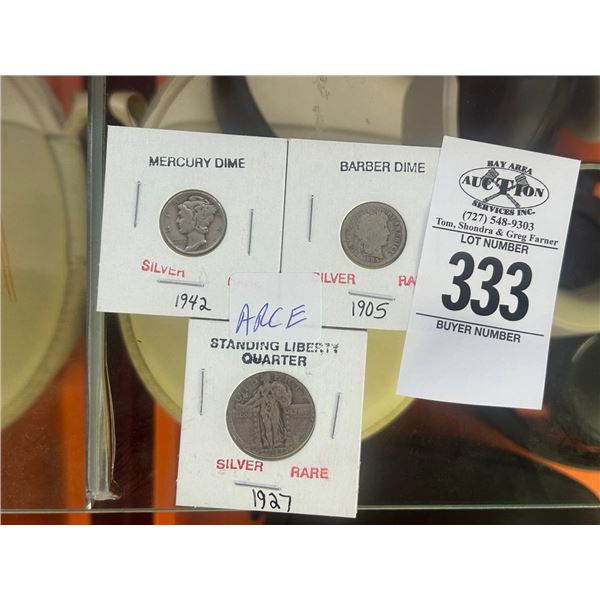 MERCURY DIME
SILVER
1942
BARBER DIME
SILVER RA
1905
ARCE
STANDING LIBERTY
QUARTER
SILVER RARE
1927
BAY AREA
AUCTION
SERVICES INC.
(727) 548-9303
Tom, Shondra & Greg Farner
LOT NUMBER
333
BUYER NUMBER